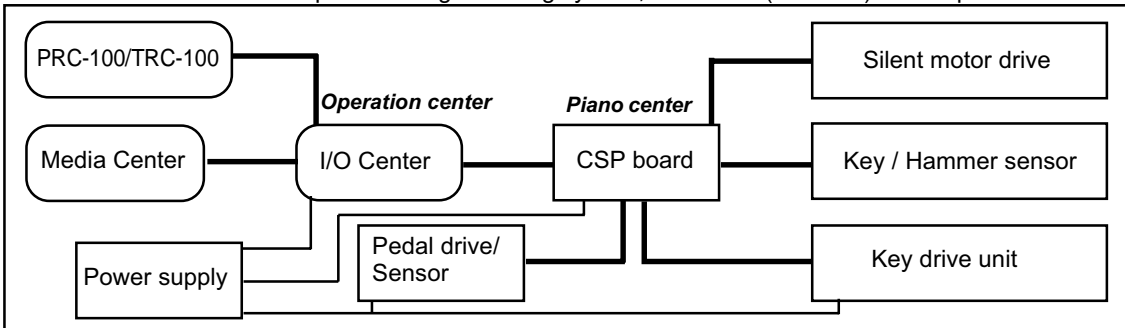 PRC-100/TRC-100
Silent motor drive
Operation center
Piano center
Media Center
I/O Center
CSP board
Key / Hammer sensor
Power supply
Pedal drive/
Sensor
Key drive unit